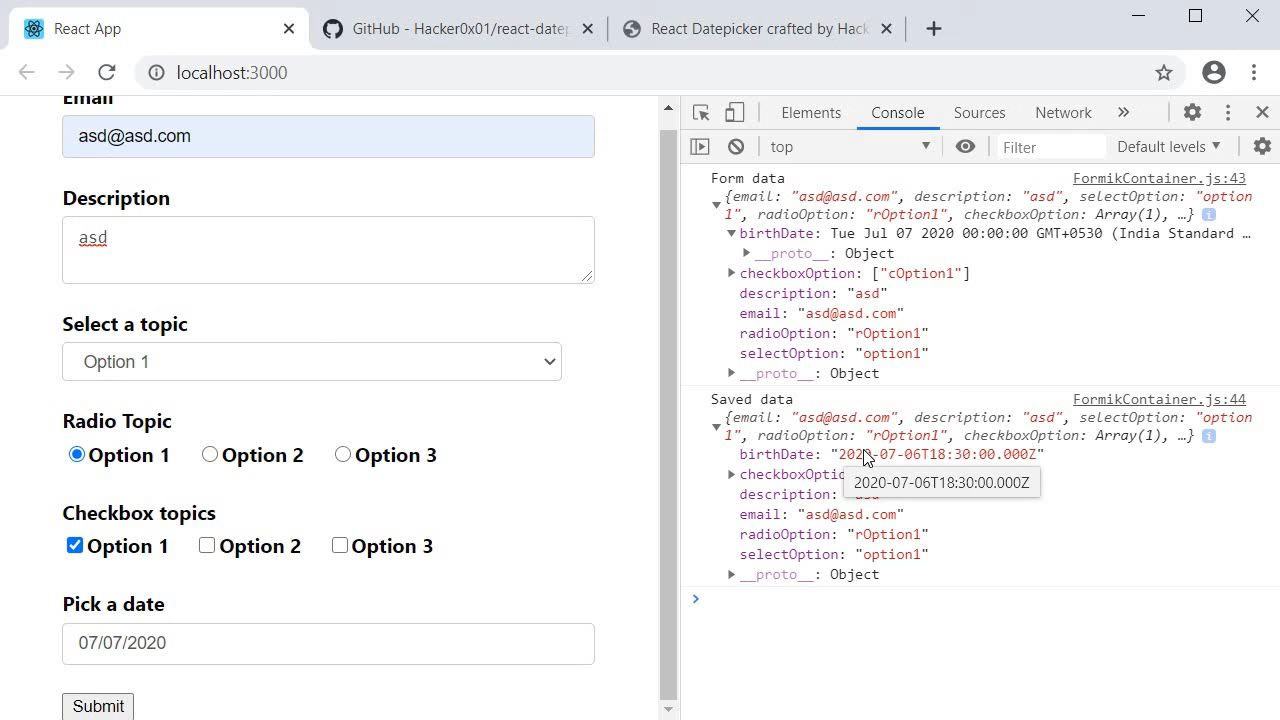 React App
GitHub - Hacker0x01/react-datep
React Datepicker crafted by Hack
localhost:3000
Email
asd@asd.com
Description
asd
Select a topic
Option 1
Radio Topic
Option 1 Option 2 Option 3
Checkbox topics
Option 1 Option 2 Option 3
Pick a date
07/07/2020
Submit
Elements Console Sources Network »
top Filter Default levels
Form data FormikContainer.js:43
{email: "asd@asd.com", description: "asd", selectOption: "option
1", radioOption: "rOption1", checkboxOption: Array(1), …} i
birthDate: Tue Jul 07 2020 00:00:00 GMT+0530 (India Standard …
__proto__: Object
checkboxOption: ["cOption1"]
description: "asd"
email: "asd@asd.com"
radioOption: "rOption1"
selectOption: "option1"
__proto__: Object
Saved data FormikContainer.js:44
{email: "asd@asd.com", description: "asd", selectOption: "option
1", radioOption: "rOption1", checkboxOption: Array(1), …} i
birthDate: "2020-07-06T18:30:00.000Z"
checkboxOptio
2020-07-06T18:30:00.000Z
description: "asd"
email: "asd@asd.com"
radioOption: "rOption1"
selectOption: "option1"
__proto__: Object